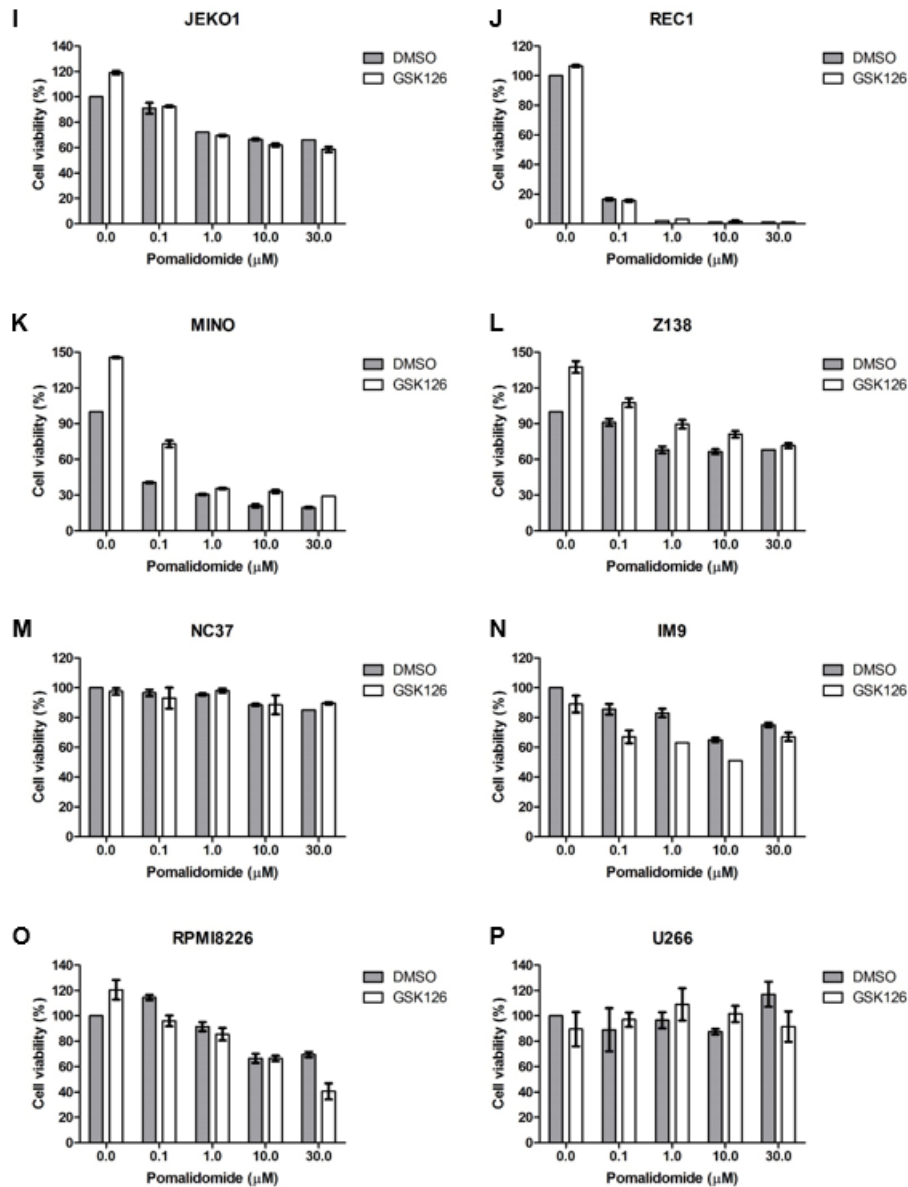 I
JEKO1
Cell viability (%)
140
120
100
80
60
40
20
0
0.0 0.1 1.0 10.0 30.0
Pomalidomide (μM)
DMSO
GSK126
J
REC1
Cell viability (%)
120
100
80
60
40
20
0
0.0 0.1 1.0 10.0 30.0
Pomalidomide (μM)
DMSO
GSK126
K
MINO
Cell viability (%)
150
120
90
60
30
0
0.0 0.1 1.0 10.0 30.0
Pomalidomide (μM)
DMSO
GSK126
L
Z138
Cell viability (%)
150
120
90
60
30
0
0.0 0.1 1.0 10.0 30.0
Pomalidomide (μM)
DMSO
GSK126
M
NC37
Cell viability (%)
120
100
80
60
40
20
0
0.0 0.1 1.0 10.0 30.0
Pomalidomide (μM)
DMSO
GSK126
N
IM9
Cell viability (%)
120
100
80
60
40
20
0
0.0 0.1 1.0 10.0 30.0
Pomalidomide (μM)
DMSO
GSK126
O
RPMI8226
Cell viability (%)
140
120
100
80
60
40
20
0
0.0 0.1 1.0 10.0 30.0
Pomalidomide (μM)
DMSO
GSK126
P
U266
Cell viability (%)
140
120
100
80
60
40
20
0
0.0 0.1 1.0 10.0 30.0
Pomalidomide (μM)
DMSO
GSK126